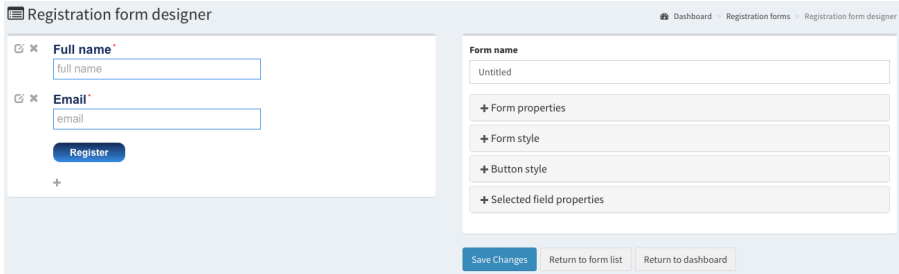 Registration form designer
Dashboard > Registration forms > Registration form designer
Full name*
full name
Email*
email
Register
+
Form name
Untitled
+ Form properties
+ Form style
+ Button style
+ Selected field properties
Save Changes Return to form list Return to dashboard